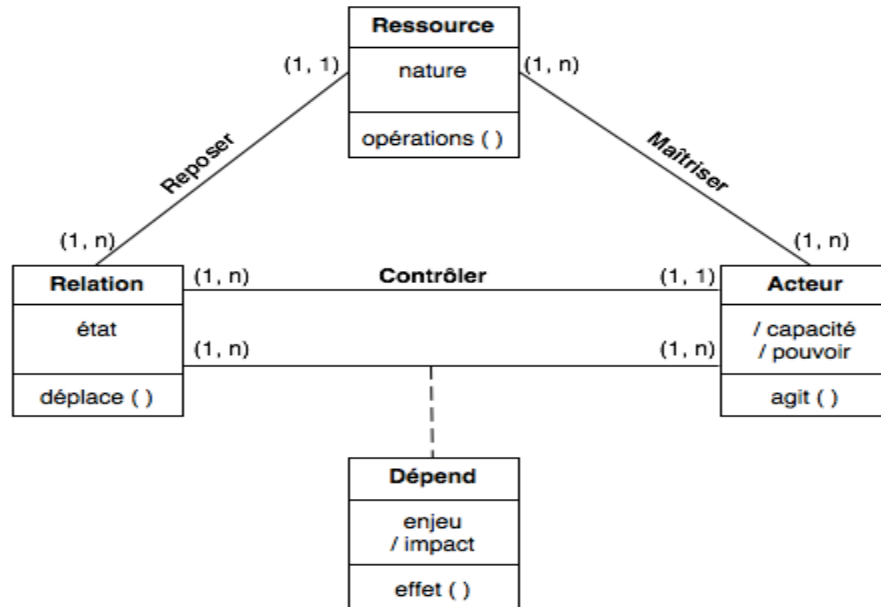 Ressource
(1, 1)
nature
(1, n)
opérations ( )
Reposer
Maîtriser
(1, n)
(1, n)
Relation
(1, n)
Contrôler
(1, 1)
Acteur
état
/ capacité
/ pouvoir
(1, n)
(1, n)
déplace ( )
agit ( )
Dépend
enjeu
/ impact
effet ( )